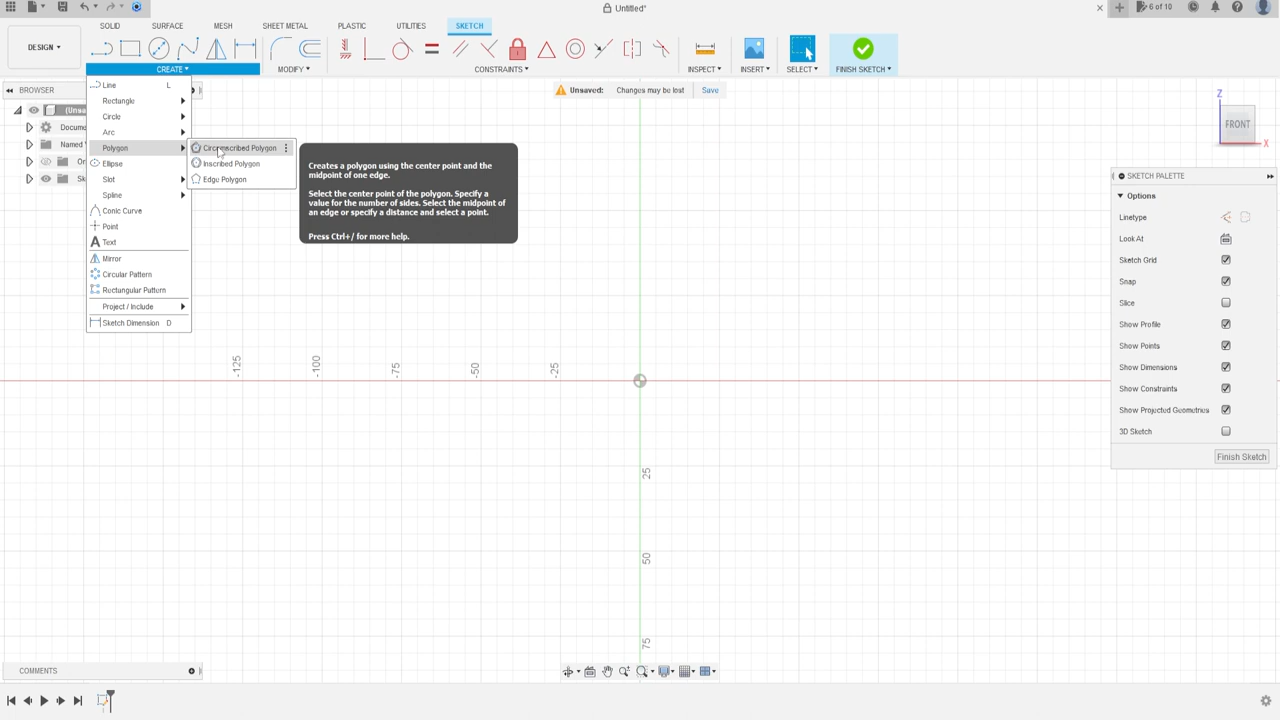 Untitled*
6 of 10
SOLID SURFACE MESH SHEET METAL PLASTIC UTILITIES SKETCH
DESIGN
CREATE MODIFY CONSTRAINTS INSPECT INSERT SELECT FINISH SKETCH
BROWSER
Unsaved: Changes may be lost Save
(Unsa
Docume
Named
Or
Sk
Line L
Rectangle
Circle
Arc
Polygon
Ellipse
Slot
Spline
Conic Curve
Point
Text
Mirror
Circular Pattern
Rectangular Pattern
Project / Include
Sketch Dimension D
Circumscribed Polygon
Inscribed Polygon
Edge Polygon
Creates a polygon using the center point and the
midpoint of one edge.
Select the center point of the polygon. Specify a
value for the number of sides. Select the midpoint of
an edge or specify a distance and select a point.
Press Ctrl+/ for more help.
Z
FRONT
X
SKETCH PALETTE
Options
Linetype
Look At
Sketch Grid
Snap
Slice
Show Profile
Show Points
Show Dimensions
Show Constraints
Show Projected Geometries
3D Sketch
Finish Sketch
-125
-100
-75
-50
-25
25
50
75
COMMENTS